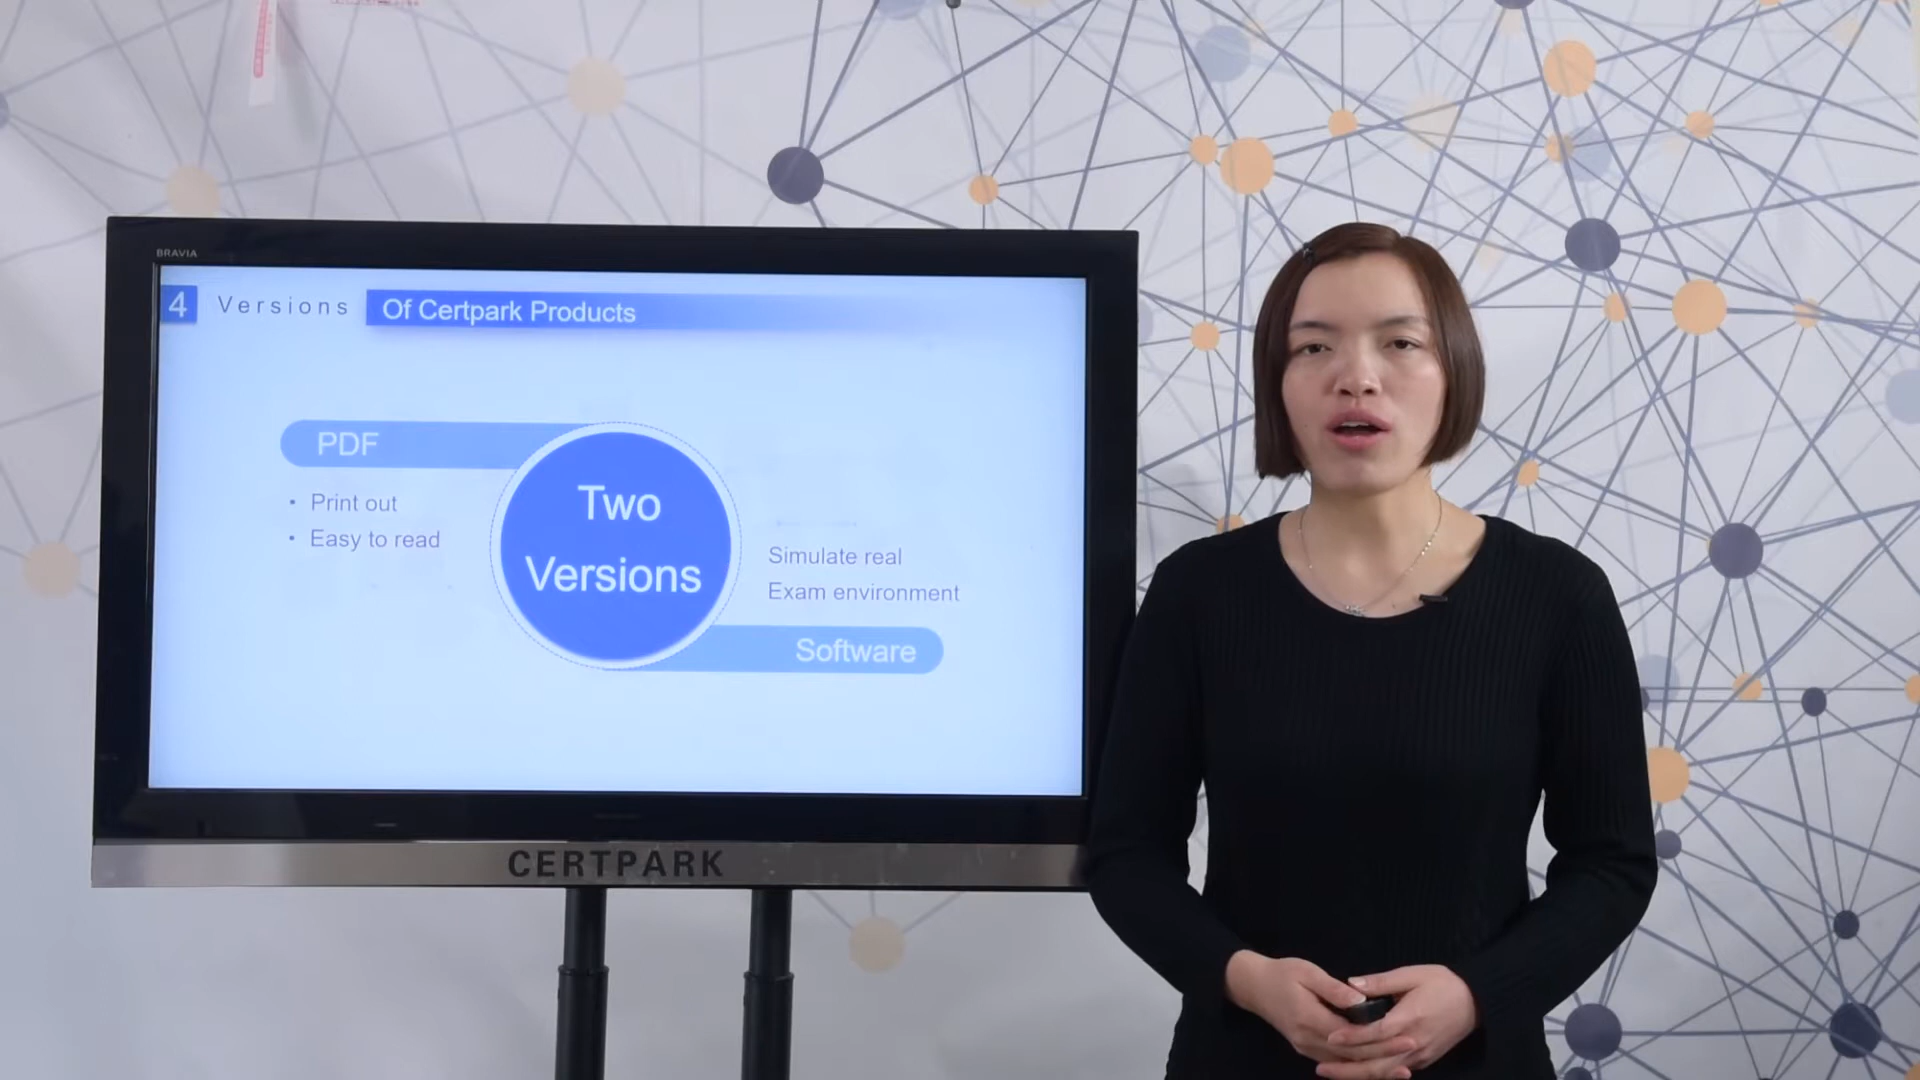 BRAVIA
4 Versions Of Certpark Products
PDF
• Print out
• Easy to read
Two
Versions
Simulate real
Exam environment
Software
CERTPARK